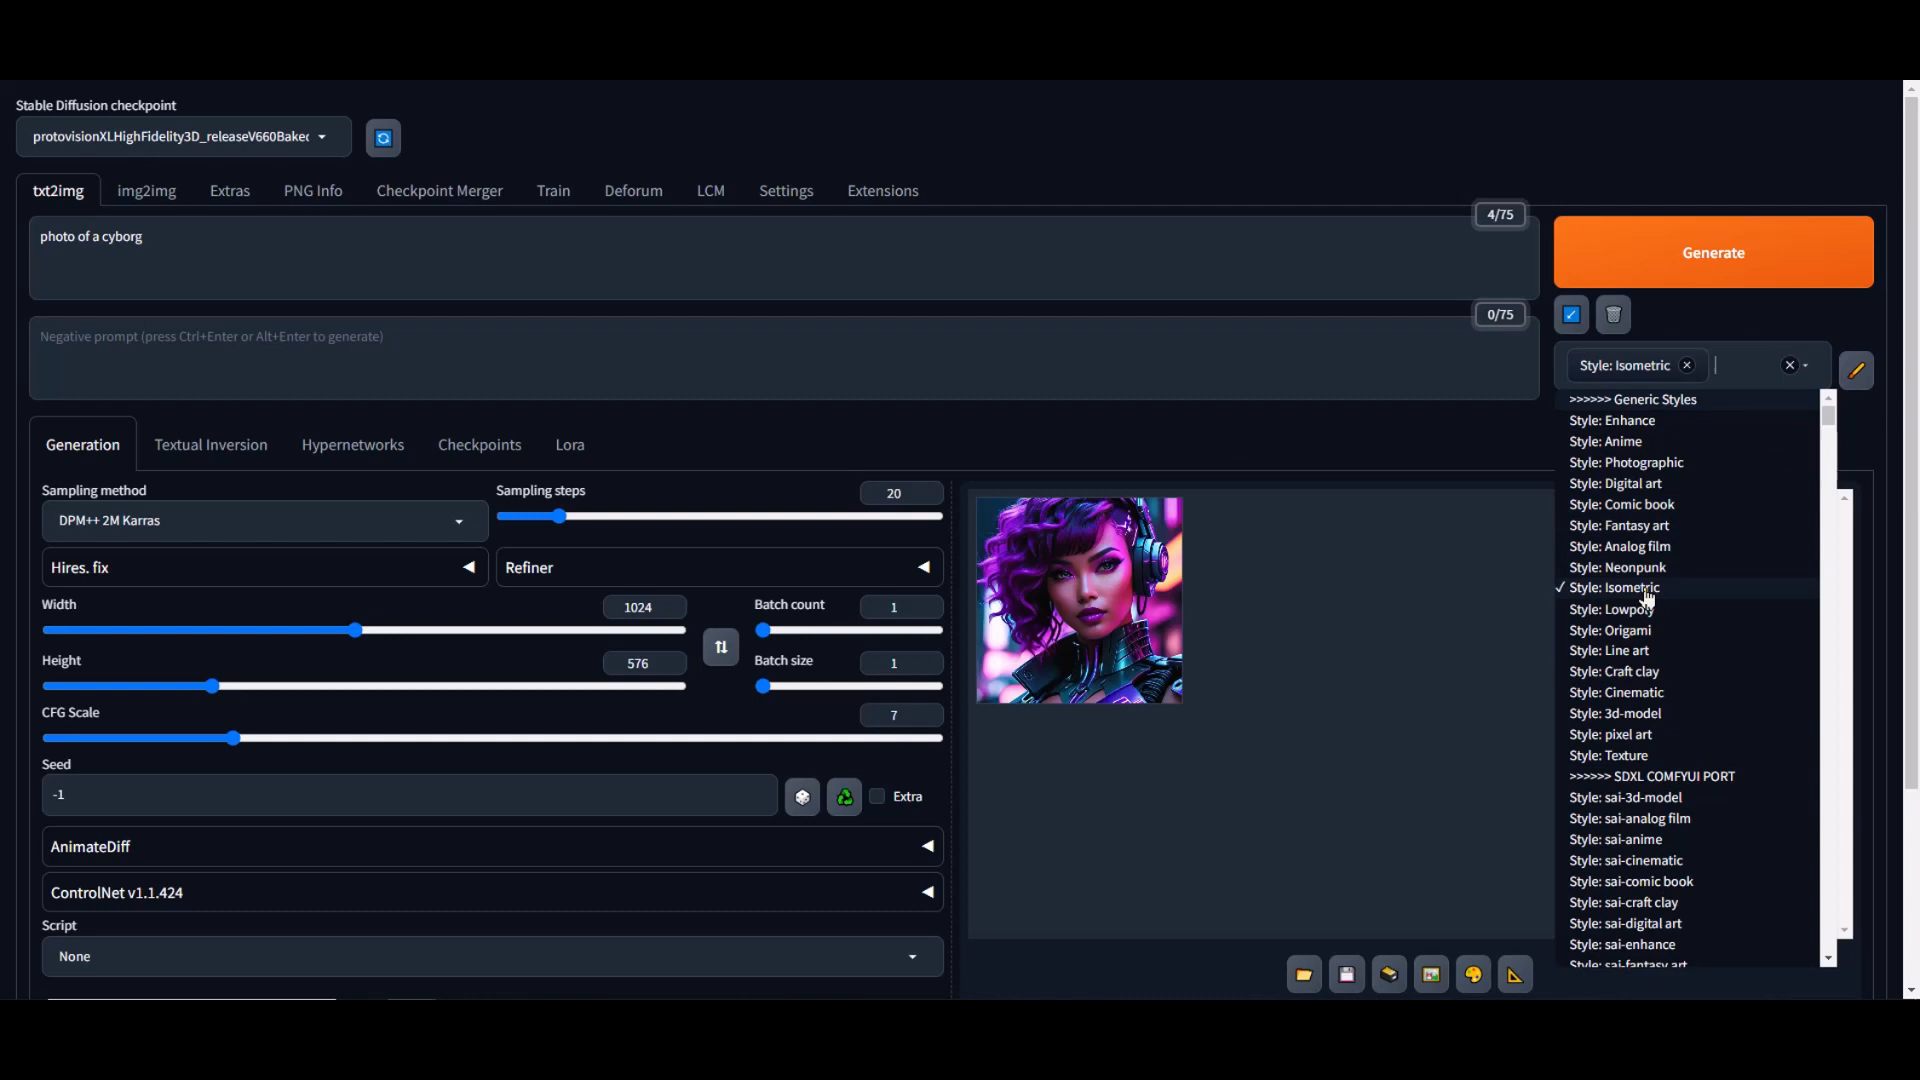 Stable Diffusion checkpoint
protovisionXLHighFidelity3D_releaseV660Bakec
txt2img img2img Extras PNG Info Checkpoint Merger Train Deforum LCM Settings Extensions
4/75
photo of a cyborg
Generate
0/75
Negative prompt (press Ctrl+Enter or Alt+Enter to generate)
Style: Isometric
Generation Textual Inversion Hypernetworks Checkpoints Lora
Sampling method
DPM++ 2M Karras
Sampling steps
20
Hires. fix
Refiner
Width
1024
Batch count
1
Height
576
Batch size
1
CFG Scale
7
Seed
-1
Extra
AnimateDiff
ControlNet v1.1.424
Script
None
>>>>>> Generic Styles
Style: Enhance
Style: Anime
Style: Photographic
Style: Digital art
Style: Comic book
Style: Fantasy art
Style: Analog film
Style: Neonpunk
✓ Style: Isometric
Style: Lowpoly
Style: Origami
Style: Line art
Style: Craft clay
Style: Cinematic
Style: 3d-model
Style: pixel art
Style: Texture
>>>>>> SDXL COMFYUI PORT
Style: sai-3d-model
Style: sai-analog film
Style: sai-anime
Style: sai-cinematic
Style: sai-comic book
Style: sai-craft clay
Style: sai-digital art
Style: sai-enhance
Style: sai-fantasy art